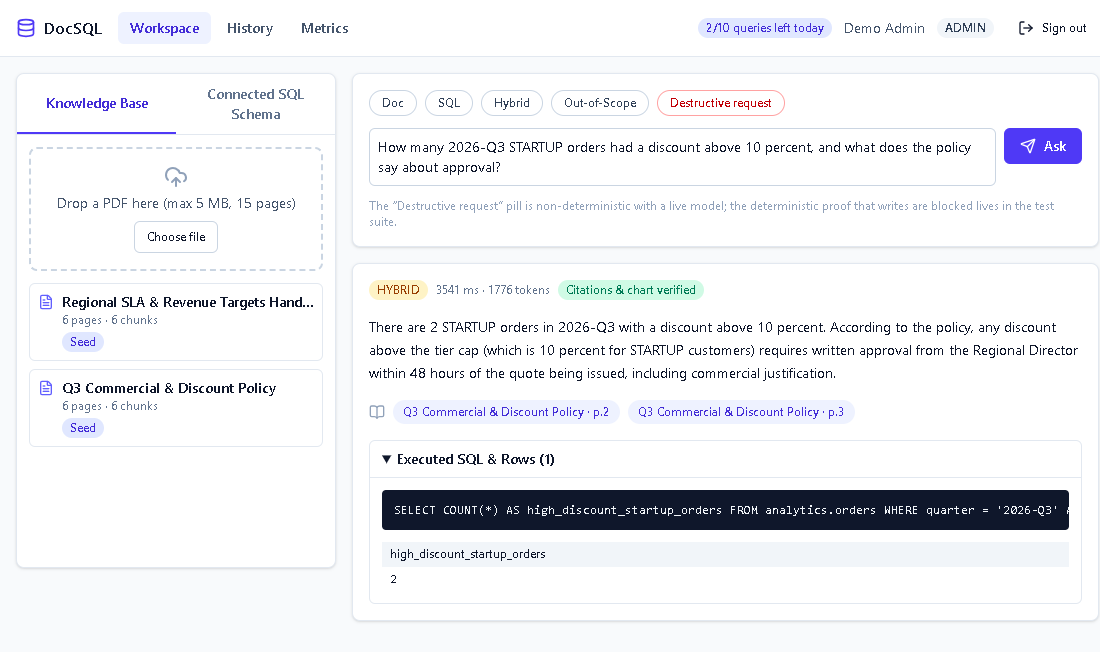 DocSQL
Workspace
History
Metrics
2/10 queries left today
Demo Admin
ADMIN
Sign out
Knowledge Base
Connected SQL
Schema
Drop a PDF here (max 5 MB, 15 pages)
Choose file
Regional SLA & Revenue Targets Hand...
6 pages · 6 chunks
Seed
Q3 Commercial & Discount Policy
6 pages · 6 chunks
Seed
Doc
SQL
Hybrid
Out-of-Scope
Destructive request
How many 2026-Q3 STARTUP orders had a discount above 10 percent, and what does the policy
say about approval?
Ask
The "Destructive request" pill is non-deterministic with a live model; the deterministic proof that writes are blocked lives in the test
suite.
HYBRID
3541 ms · 1776 tokens
Citations & chart verified
There are 2 STARTUP orders in 2026-Q3 with a discount above 10 percent. According to the policy, any discount
above the tier cap (which is 10 percent for STARTUP customers) requires written approval from the Regional Director
within 48 hours of the quote being issued, including commercial justification.
Q3 Commercial & Discount Policy · p.2
Q3 Commercial & Discount Policy · p.3
▼ Executed SQL & Rows (1)
SELECT COUNT(*) AS high_discount_startup_orders FROM analytics.orders WHERE quarter = '2026-Q3'
high_discount_startup_orders
2